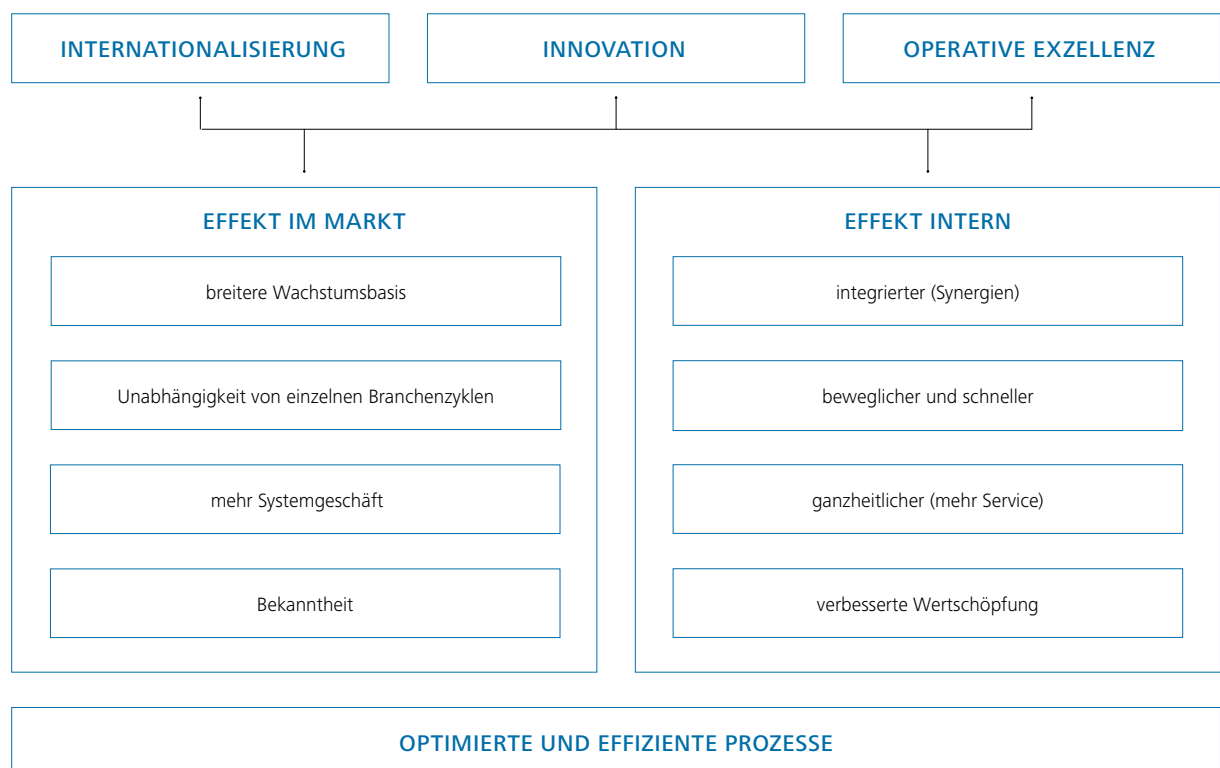 INTERNATIONALISIERUNG
INNOVATION
OPERATIVE EXZELLENZ
EFFEKT IM MARKT
breitere Wachstumsbasis
Unabhängigkeit von einzelnen Branchenzyklen
mehr Systemgeschäft
Bekanntheit
EFFEKT INTERN
integrierter (Synergien)
beweglicher und schneller
ganzheitlicher (mehr Service)
verbesserte Wertschöpfung
OPTIMIERTE UND EFFIZIENTE PROZESSE